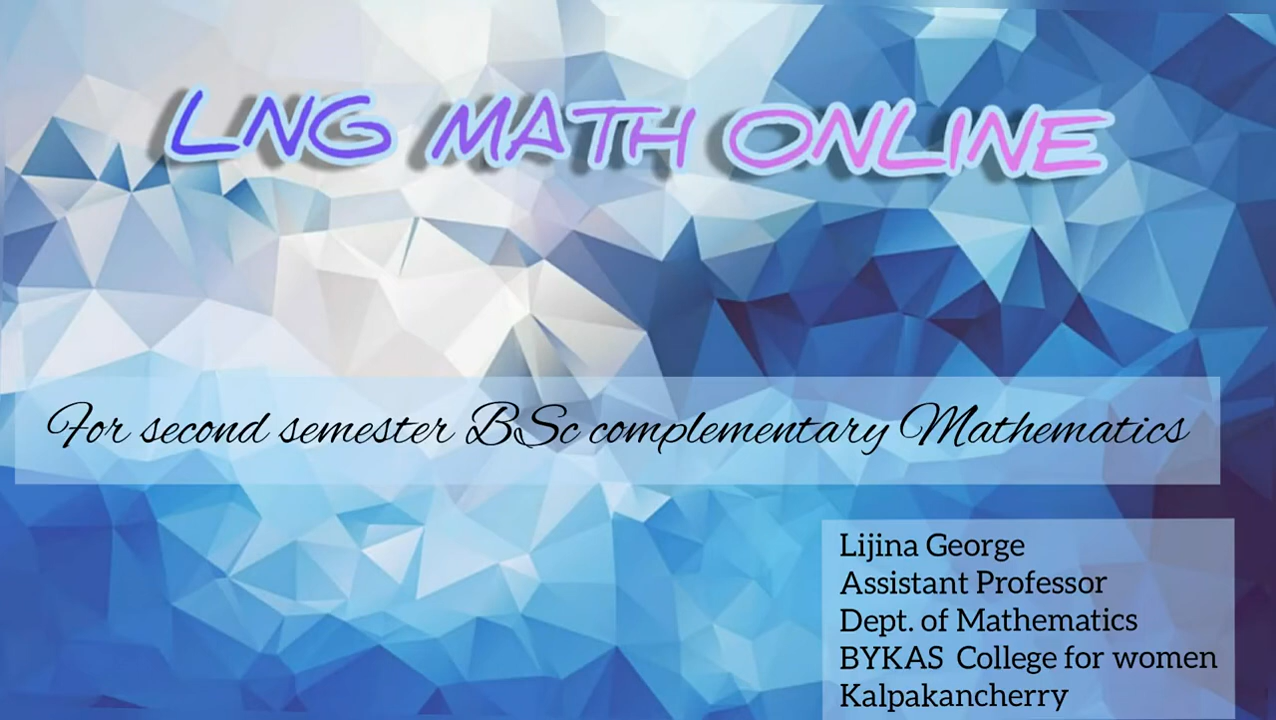 LNG MATH ONLINE
For second semester BSc complementary Mathematics
Lijina George
Assistant Professor
Dept. of Mathematics
BYKAS College for women
Kalpakancherry